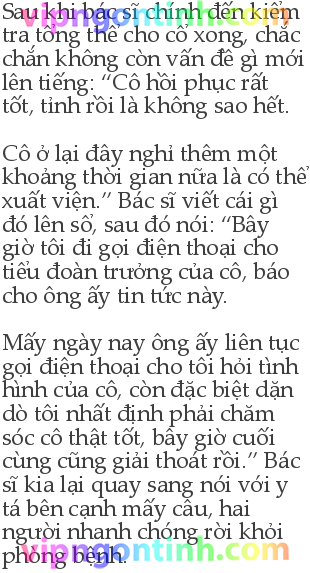 Sau khi bác sĩ chính đến kiểm
tra tổng thể cho cô xong, chắc
chắn không còn vấn đề gì mới
lên tiếng: “Cô hồi phục rất
tốt, tỉnh rồi là không sao hết.
Cô ở lại đây nghỉ thêm một
khoảng thời gian nữa là có thể
xuất viện.” Bác sĩ viết cái gì
đó lên sổ, sau đó nói: “Bây
giờ tôi đi gọi điện thoại cho
tiểu đoàn trưởng của cô, báo
cho ông ấy tin tức này.
Mấy ngày nay ông ấy liên tục
gọi điện thoại cho tôi hỏi tình
hình của cô, còn đặc biệt dặn
dò tôi nhất định phải chăm
sóc cô thật tốt, bây giờ cuối
cùng cũng giải thoát rồi.” Bác
sĩ kia lại quay sang nói với y
tá bên cạnh mấy câu, hai
người nhanh chóng rời khỏi
phòng bệnh.
vipngontinh.com
vipngontinh.com